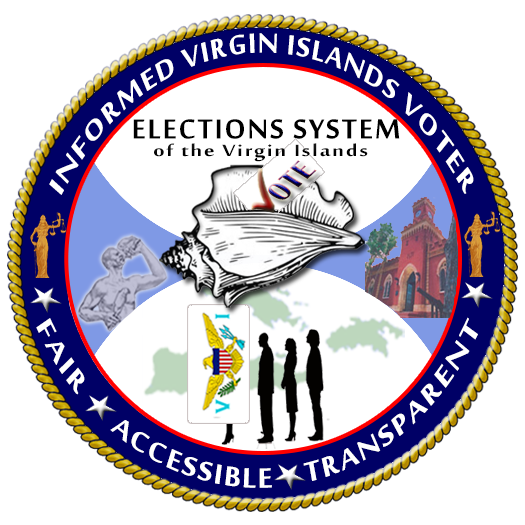 INFORMED VIRGIN ISLANDS VOTER
ELECTIONS SYSTEM
of the Virgin Islands
VOTE
V I
FAIR ★ ACCESSIBLE ★ TRANSPARENT